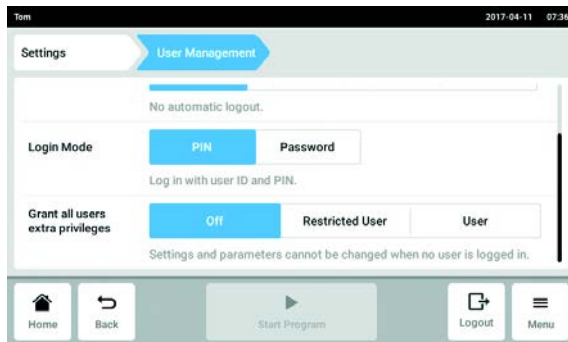 Tom 2017-04-11 07:36
Settings User Management
No automatic logout.
Login Mode PIN Password
Log in with user ID and PIN.
Grant all users
extra privileges
Off Restricted User User
Settings and parameters cannot be changed when no user is logged in.
Home Back Start Program Logout Menu